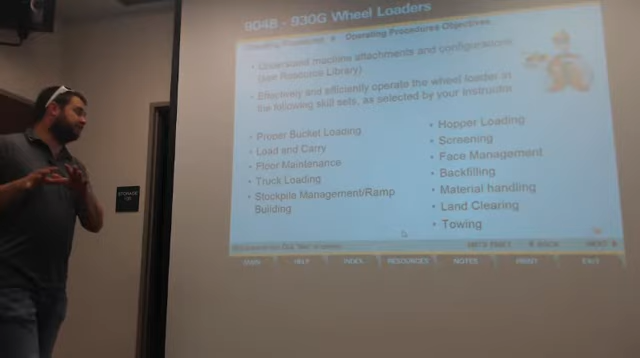 904B - 930G Wheel Loaders
Operating Procedures Objectives
• Understand machine attachments and configurations
(see Resource Library)
• Effectively and efficiently operate the wheel loader at
the following skill sets, as selected by your instructor
• Proper Bucket Loading
• Load and Carry
• Floor Maintenance
• Truck Loading
• Stockpile Management/Ramp
Building
• Hopper Loading
• Screening
• Face Management
• Backfilling
• Material handling
• Land Clearing
• Towing
BACK
NEXT
MAIN
HELP
INDEX
RESOURCES
NOTES
EXIT
STORAGE